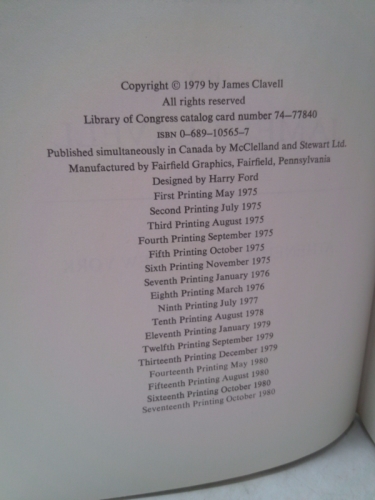 Copyright © 1979 by James Clavell
All rights reserved
Library of Congress catalog card number 74–77840
ISBN 0–689–10565–7
Published simultaneously in Canada by McClelland and Stewart Ltd.
Manufactured by Fairfield Graphics, Fairfield, Pennsylvania
Designed by Harry Ford
First Printing May 1975
Second Printing July 1975
Third Printing August 1975
Fourth Printing September 1975
Fifth Printing October 1975
Sixth Printing November 1975
Seventh Printing January 1976
Eighth Printing March 1976
Ninth Printing July 1977
Tenth Printing August 1978
Eleventh Printing January 1979
Twelfth Printing September 1979
Thirteenth Printing December 1979
Fourteenth Printing May 1980
Fifteenth Printing August 1980
Sixteenth Printing October 1980
Seventeenth Printing October 1980